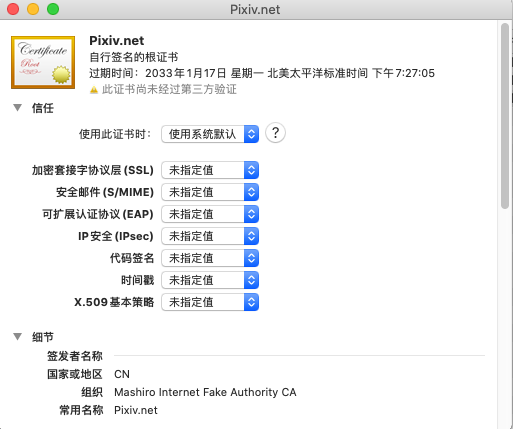 Pixiv.net
Certificate
Root
Pixiv.net
自行签名的根证书
过期时间：2033年1月17日 星期一 北美太平洋标准时间 下午7:27:05
此证书尚未经过第三方验证
信任
使用此证书时： 使用系统默认 ?
加密套接字协议层 (SSL) 未指定值
安全邮件 (S/MIME) 未指定值
可扩展认证协议 (EAP) 未指定值
IP 安全 (IPsec) 未指定值
代码签名 未指定值
时间戳 未指定值
X.509 基本策略 未指定值
细节
签发者名称
国家或地区 CN
组织 Mashiro Internet Fake Authority CA
常用名称 Pixiv.net